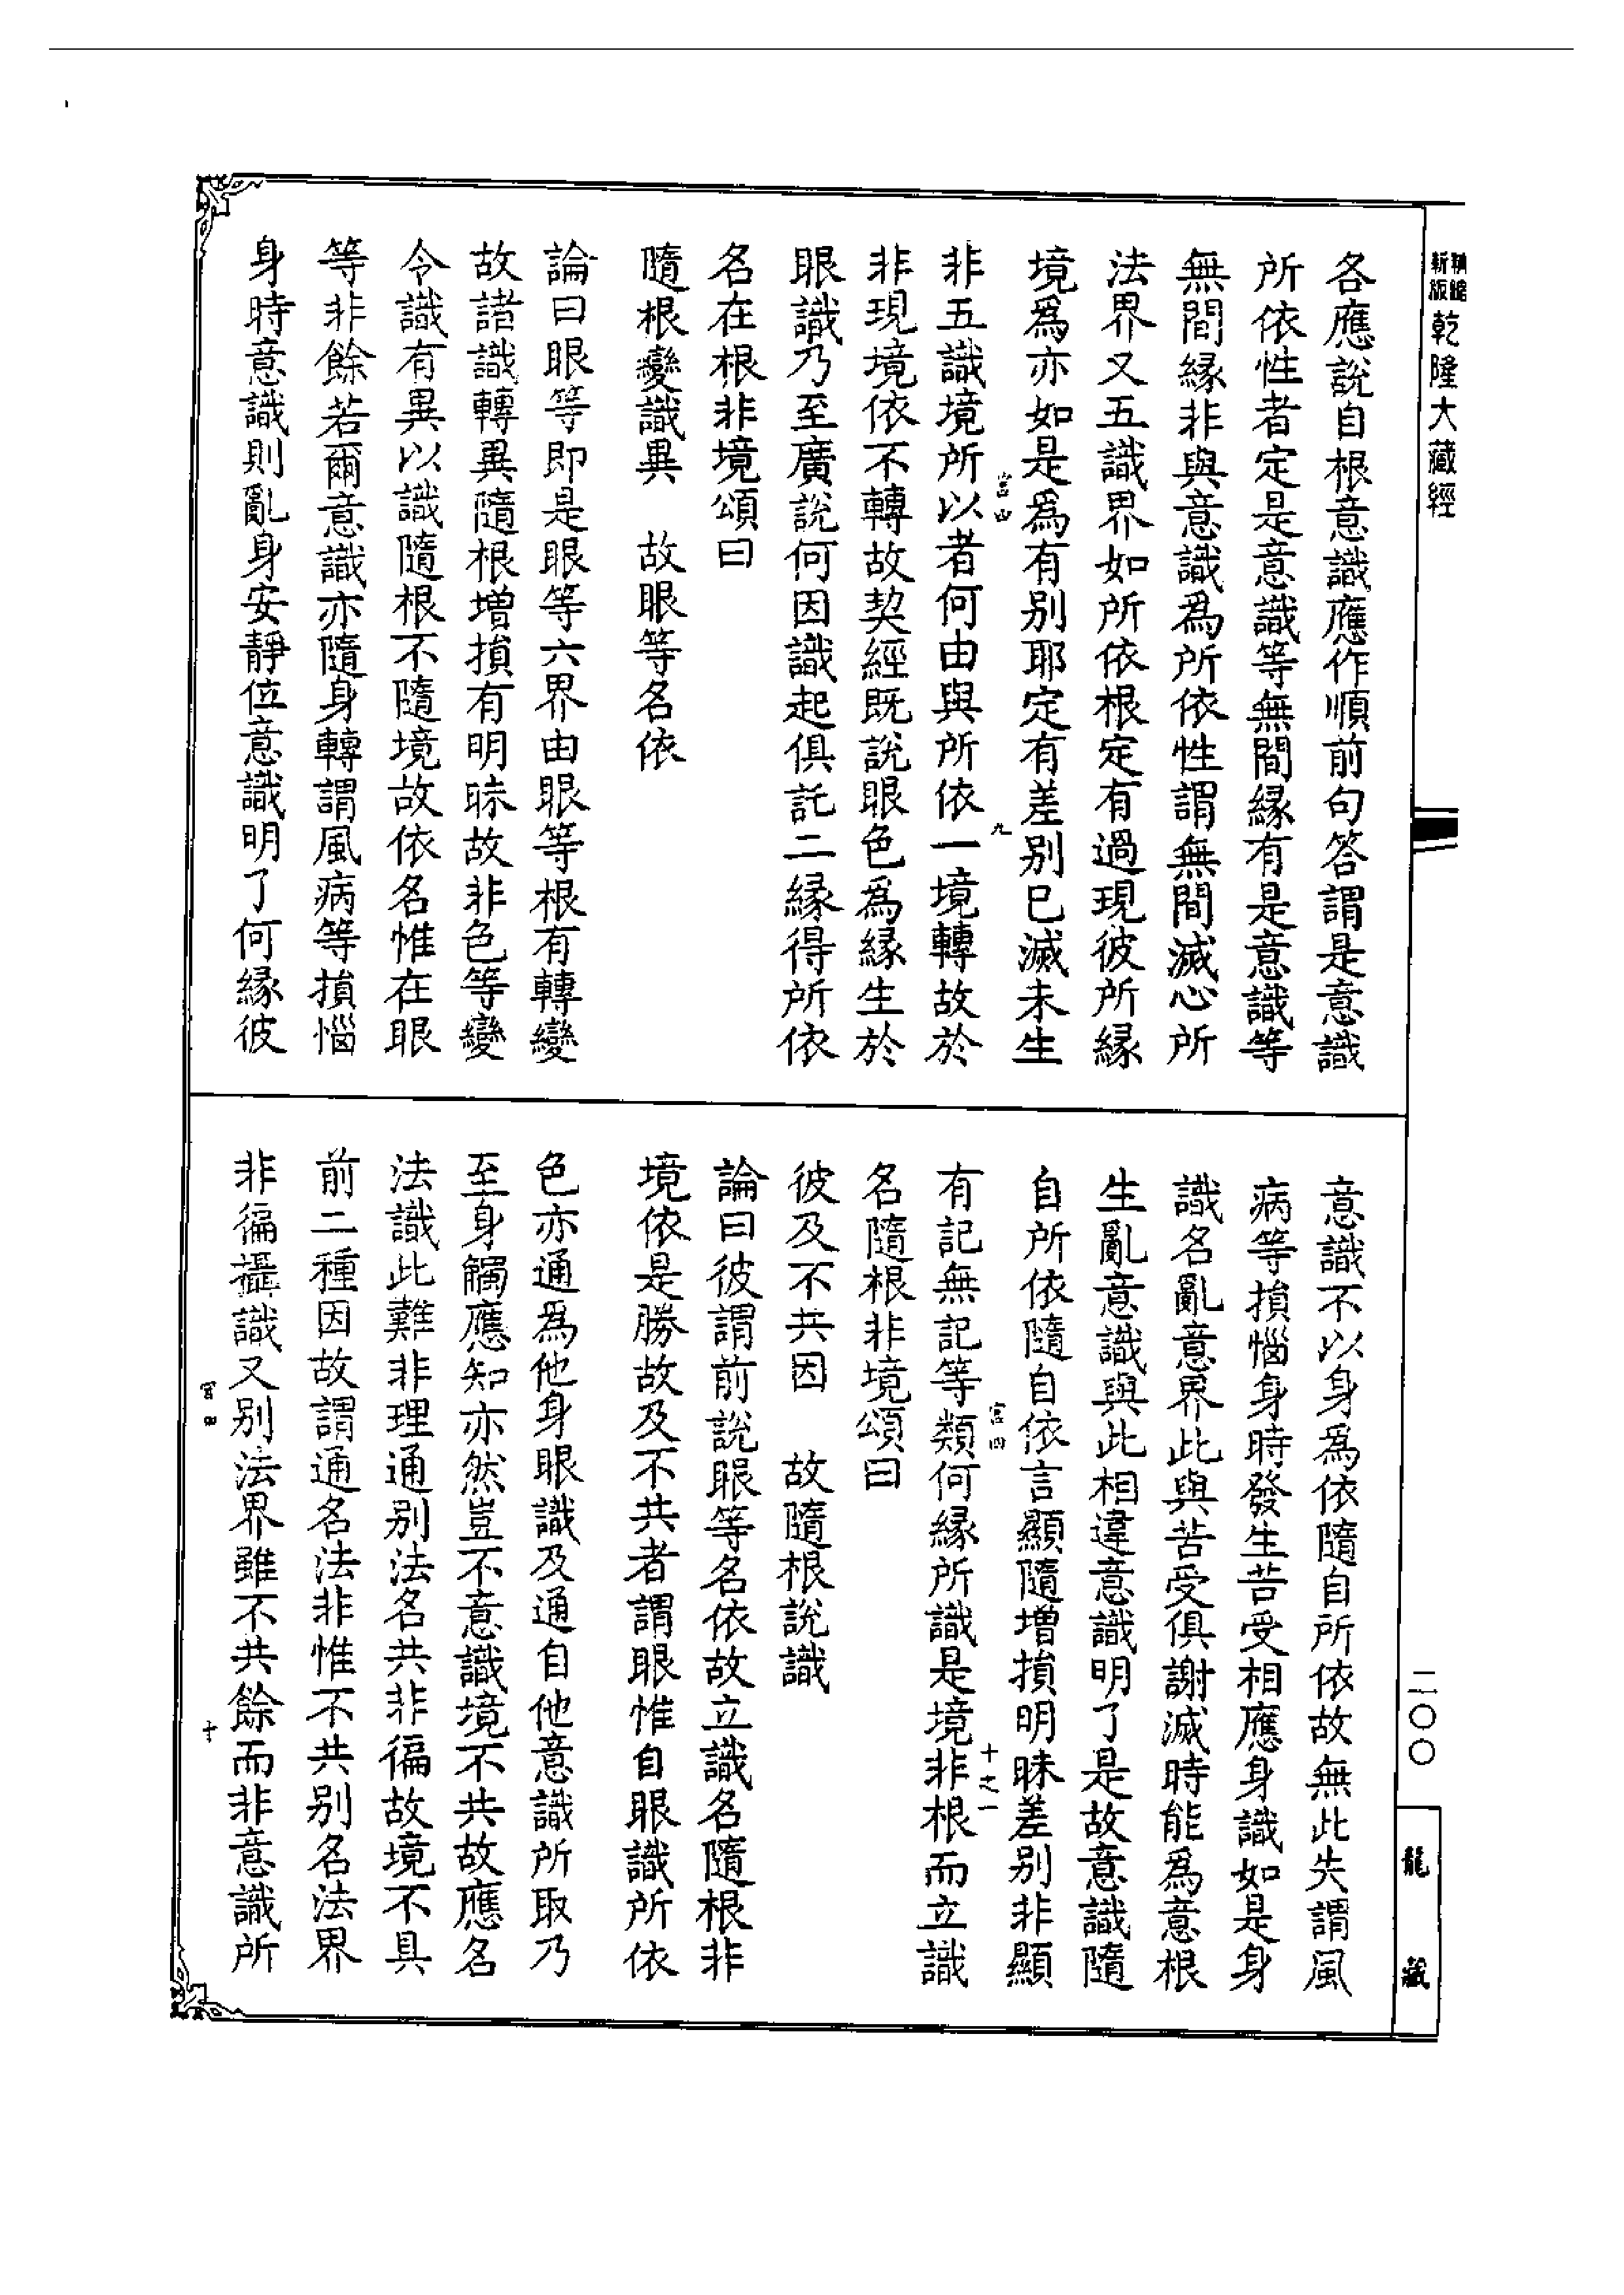 新版
乾隆大藏經
各應說自根意識應作順前句答謂是意識
所依性者定是意識等無間緣有是意識等
無間緣非與意識為所依性謂無間滅心所
法界又五識界如所依根定有過現彼所緣
境為亦如是為有別耶定有差別已滅未生
非五識境所以者何由與所依一境轉故於
非現境依不轉故契經既說眼色為緣生於
眼識乃至廣說何因識起俱託二緣得所依
名在根非境頌曰
隨根變識異　故眼等名依
論曰眼等即是眼等六界由眼等根有轉變
故諸識轉異隨根增損有明昧故非色等變
令識有異以識隨根不隨境故依名惟在眼
等非餘若爾意識亦隨身轉謂風病等損惱
身時意識則亂身安靜位意識明了何緣彼
意識不以身為依隨自所依故無此失謂風
病等損惱身時發生苦受相應身識如是身
識名亂意界此與苦受俱謝滅時能為意根
生亂意識與此相違意識明了是故意識隨
自所依隨自依言顯隨增損明昧差別非顯
有記無記等類何緣所識是境非根而立識
名隨根非境頌曰
彼及不共因　故隨根說識
論曰彼謂前說眼等名依故立識名隨根非
境依是勝故及不共者謂眼惟自眼識所依
色亦通為他身眼識及通自他意識所取乃
至身觸應知亦然豈不意識境不共故應名
法識此難非理通別法名共非徧故境不具
前二種因故謂通名法非惟不共別名法界
非徧攝識又別法界雖不共餘而非意識所
二〇〇
龍藏
宮四
九
宮四
十之一
宮四
十